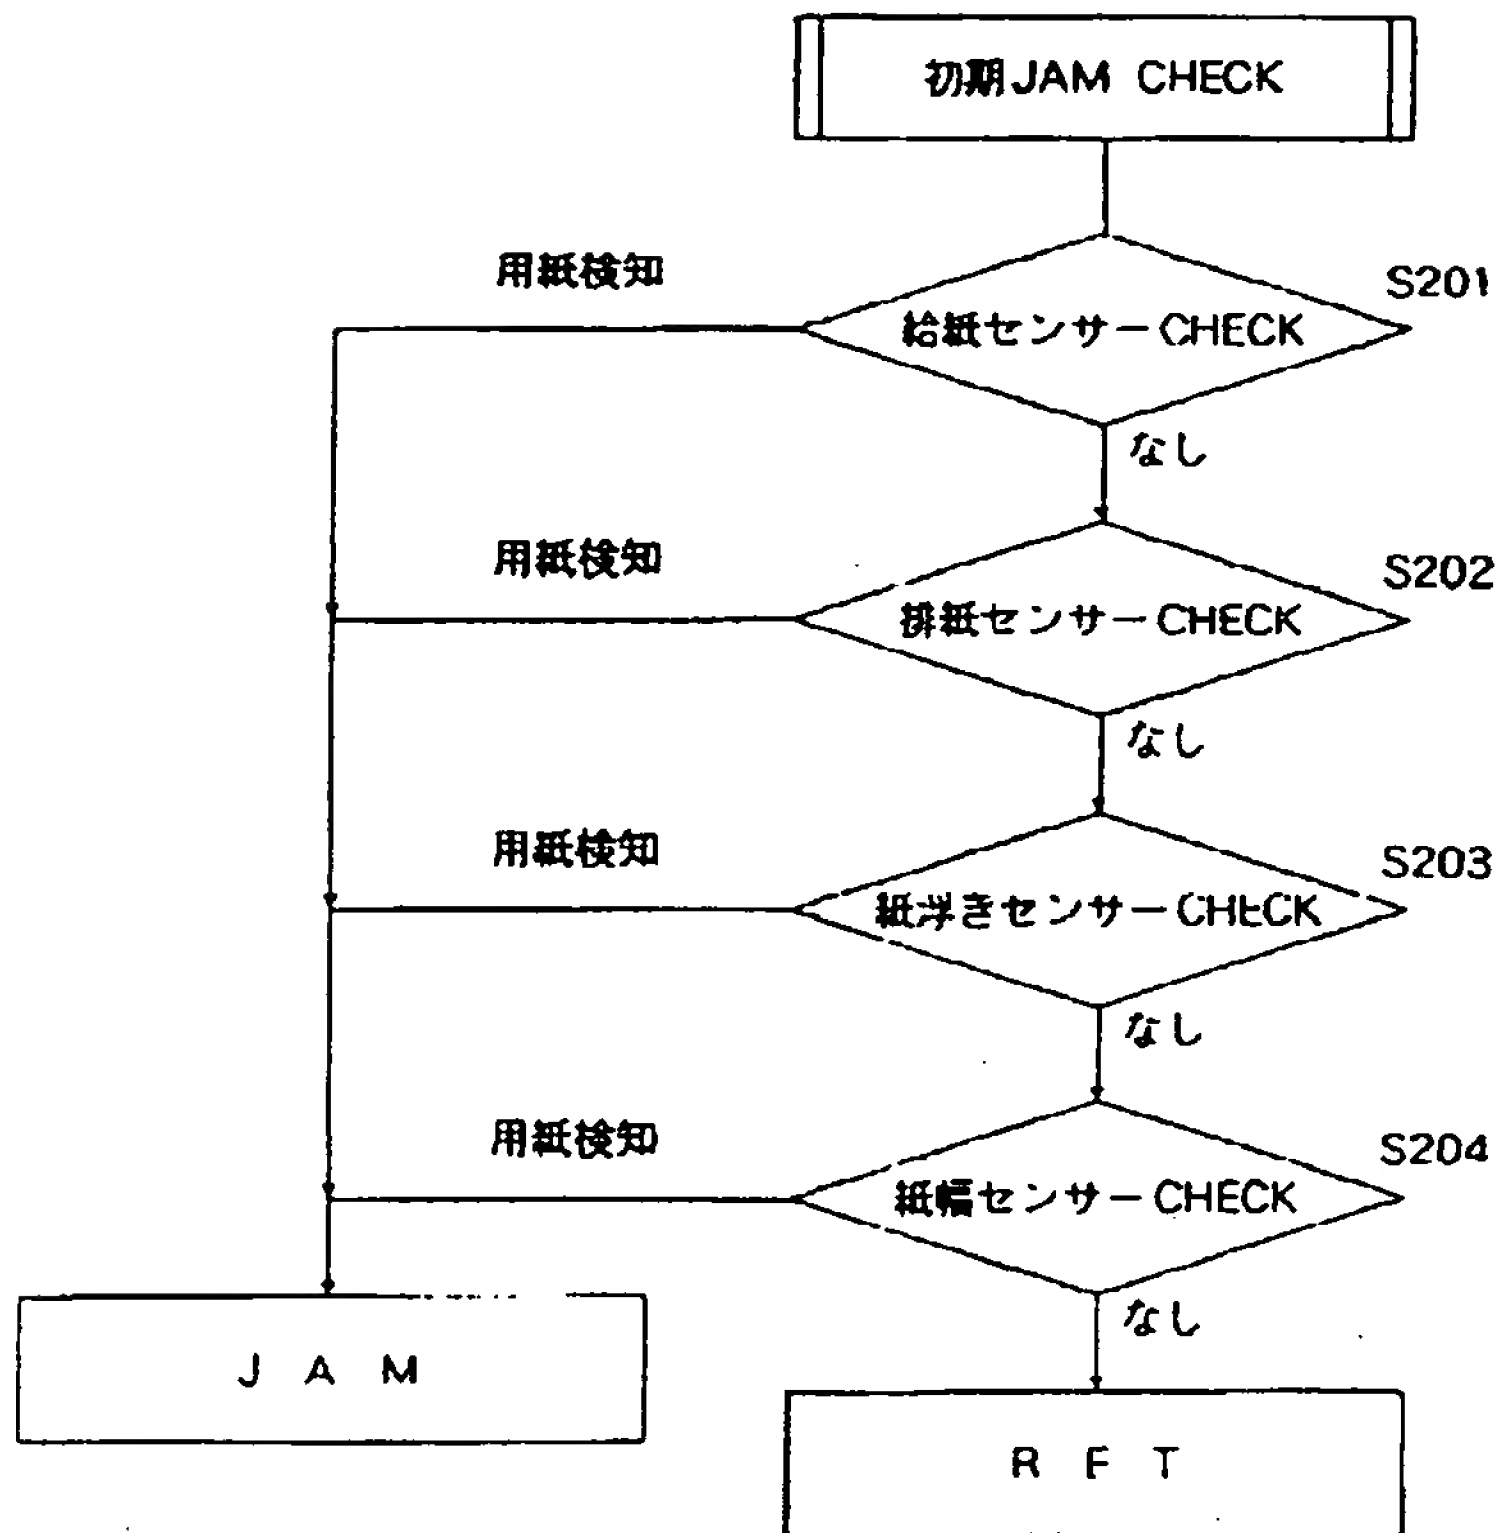 初期JAM CHECK
用紙検知
S201
給紙センサーCHECK
なし
用紙検知
S202
排紙センサーCHECK
なし
用紙検知
S203
紙浮きセンサーCHECK
なし
用紙検知
S204
紙幅センサーCHECK
なし
J A M
R F T